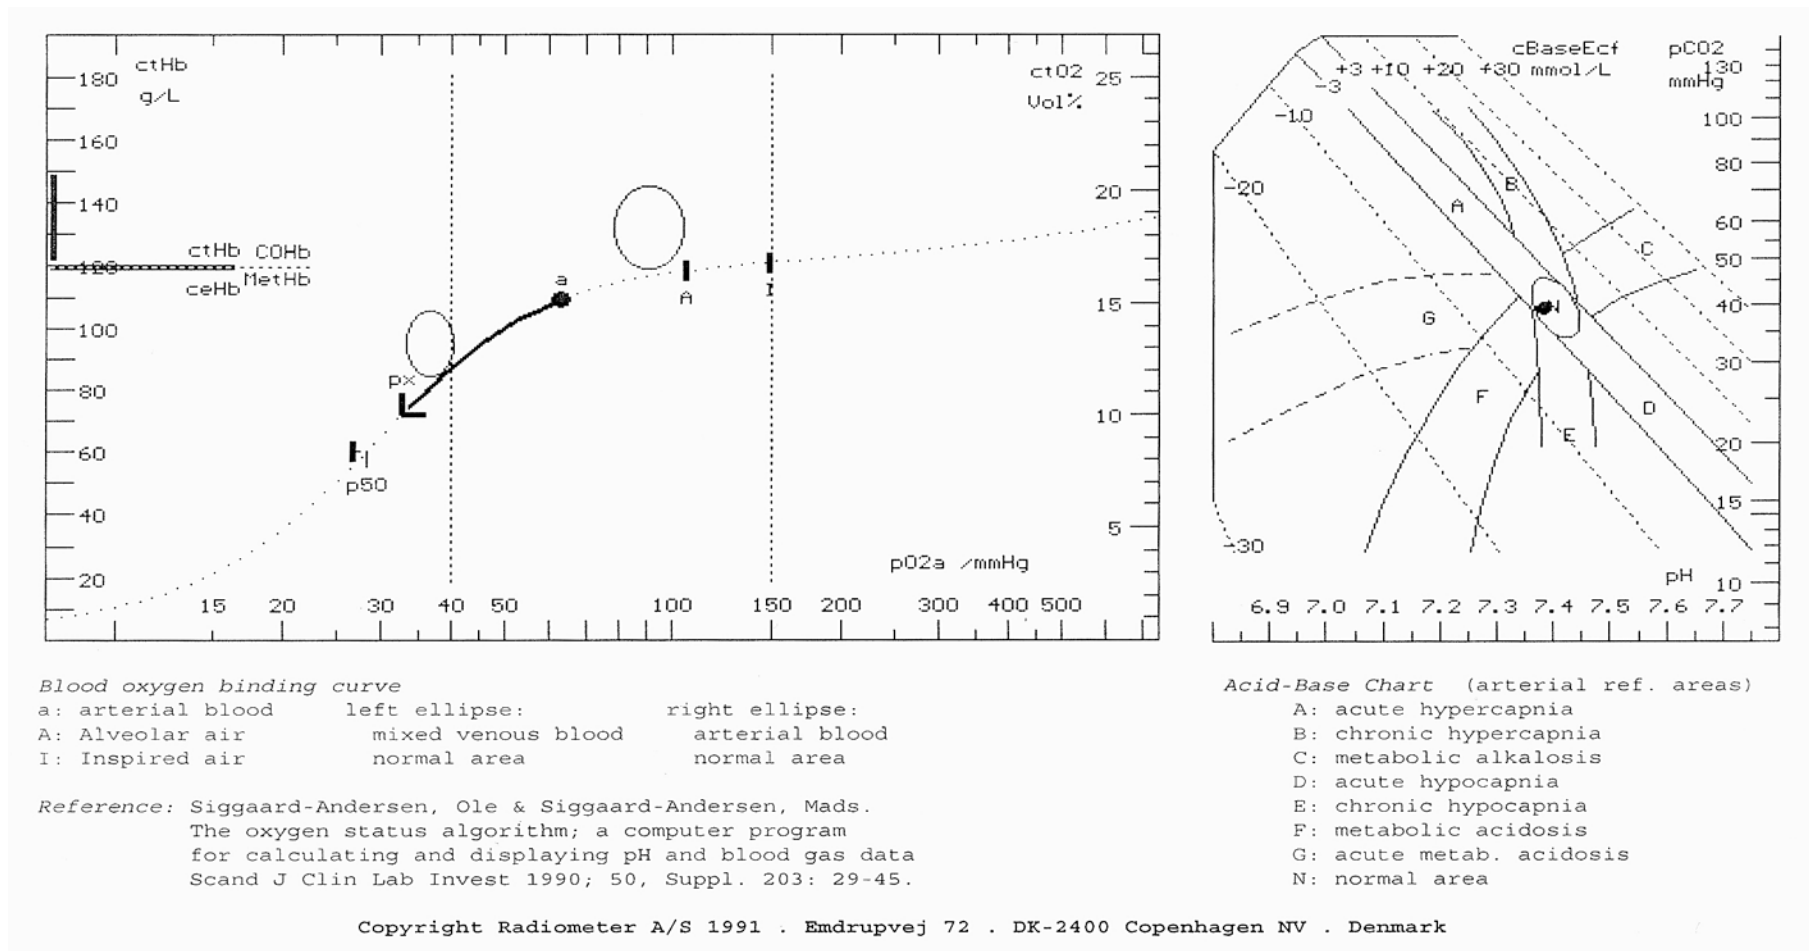 ctHb
g/L
180
160
140
120
100
80
60
40
20
ctHb COHb
ceHb MetHb
px
p50
a
A
I
ctO2
Vol%
25
20
15
10
5
pO2a /mmHg
15 20 30 40 50 100 150 200 300 400 500
cBaseEcf pCO2
+3 +10 +20 +30 mmol/L mmHg
-3
-10
-20
-30
130
100
80
60
50
40
30
20
15
10
A
B
C
G
N
F
D
E
pH
6.9 7.0 7.1 7.2 7.3 7.4 7.5 7.6 7.7
Blood oxygen binding curve
a: arterial blood left ellipse: right ellipse:
A: Alveolar air mixed venous blood arterial blood
I: Inspired air normal area normal area
Reference: Siggaard-Andersen, Ole & Siggaard-Andersen, Mads.
The oxygen status algorithm; a computer program
for calculating and displaying pH and blood gas data
Scand J Clin Lab Invest 1990; 50, Suppl. 203: 29-45.
Acid-Base Chart (arterial ref. areas)
A: acute hypercapnia
B: chronic hypercapnia
C: metabolic alkalosis
D: acute hypocapnia
E: chronic hypocapnia
F: metabolic acidosis
G: acute metab. acidosis
N: normal area
Copyright Radiometer A/S 1991 . Emdrupvej 72 . DK-2400 Copenhagen NV . Denmark